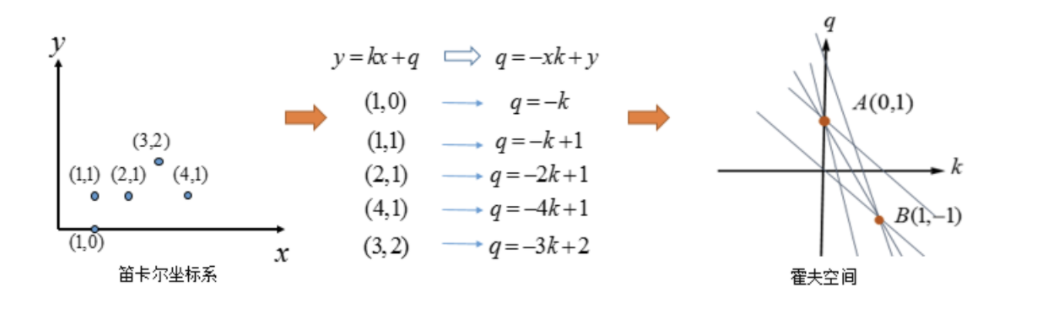 y
(3,2)
(1,1) (2,1) (4,1)
(1,0)
x
笛卡尔坐标系
y=kx+q ⇨ q=−xk+y
(1,0) → q=−k
(1,1) → q=−k+1
(2,1) → q=−2k+1
(4,1) → q=−4k+1
(3,2) → q=−3k+2
q
A(0,1)
k
B(1,−1)
霍夫空间